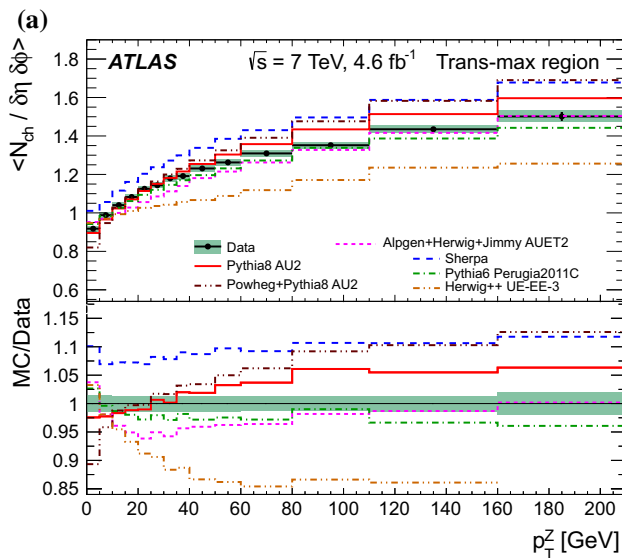 (a)
ATLAS √s = 7 TeV, 4.6 fb⁻¹ Trans-max region
<N_ch / δη δϕ>
1.8
1.6
1.4
1.2
1
0.8
0.6
Data
Pythia8 AU2
Powheg+Pythia8 AU2
Alpgen+Herwig+Jimmy AUET2
Sherpa
Pythia6 Perugia2011C
Herwig++ UE-EE-3
MC/Data
1.15
1.1
1.05
1
0.95
0.9
0.85
0 20 40 60 80 100 120 140 160 180 200
p_T^Z [GeV]